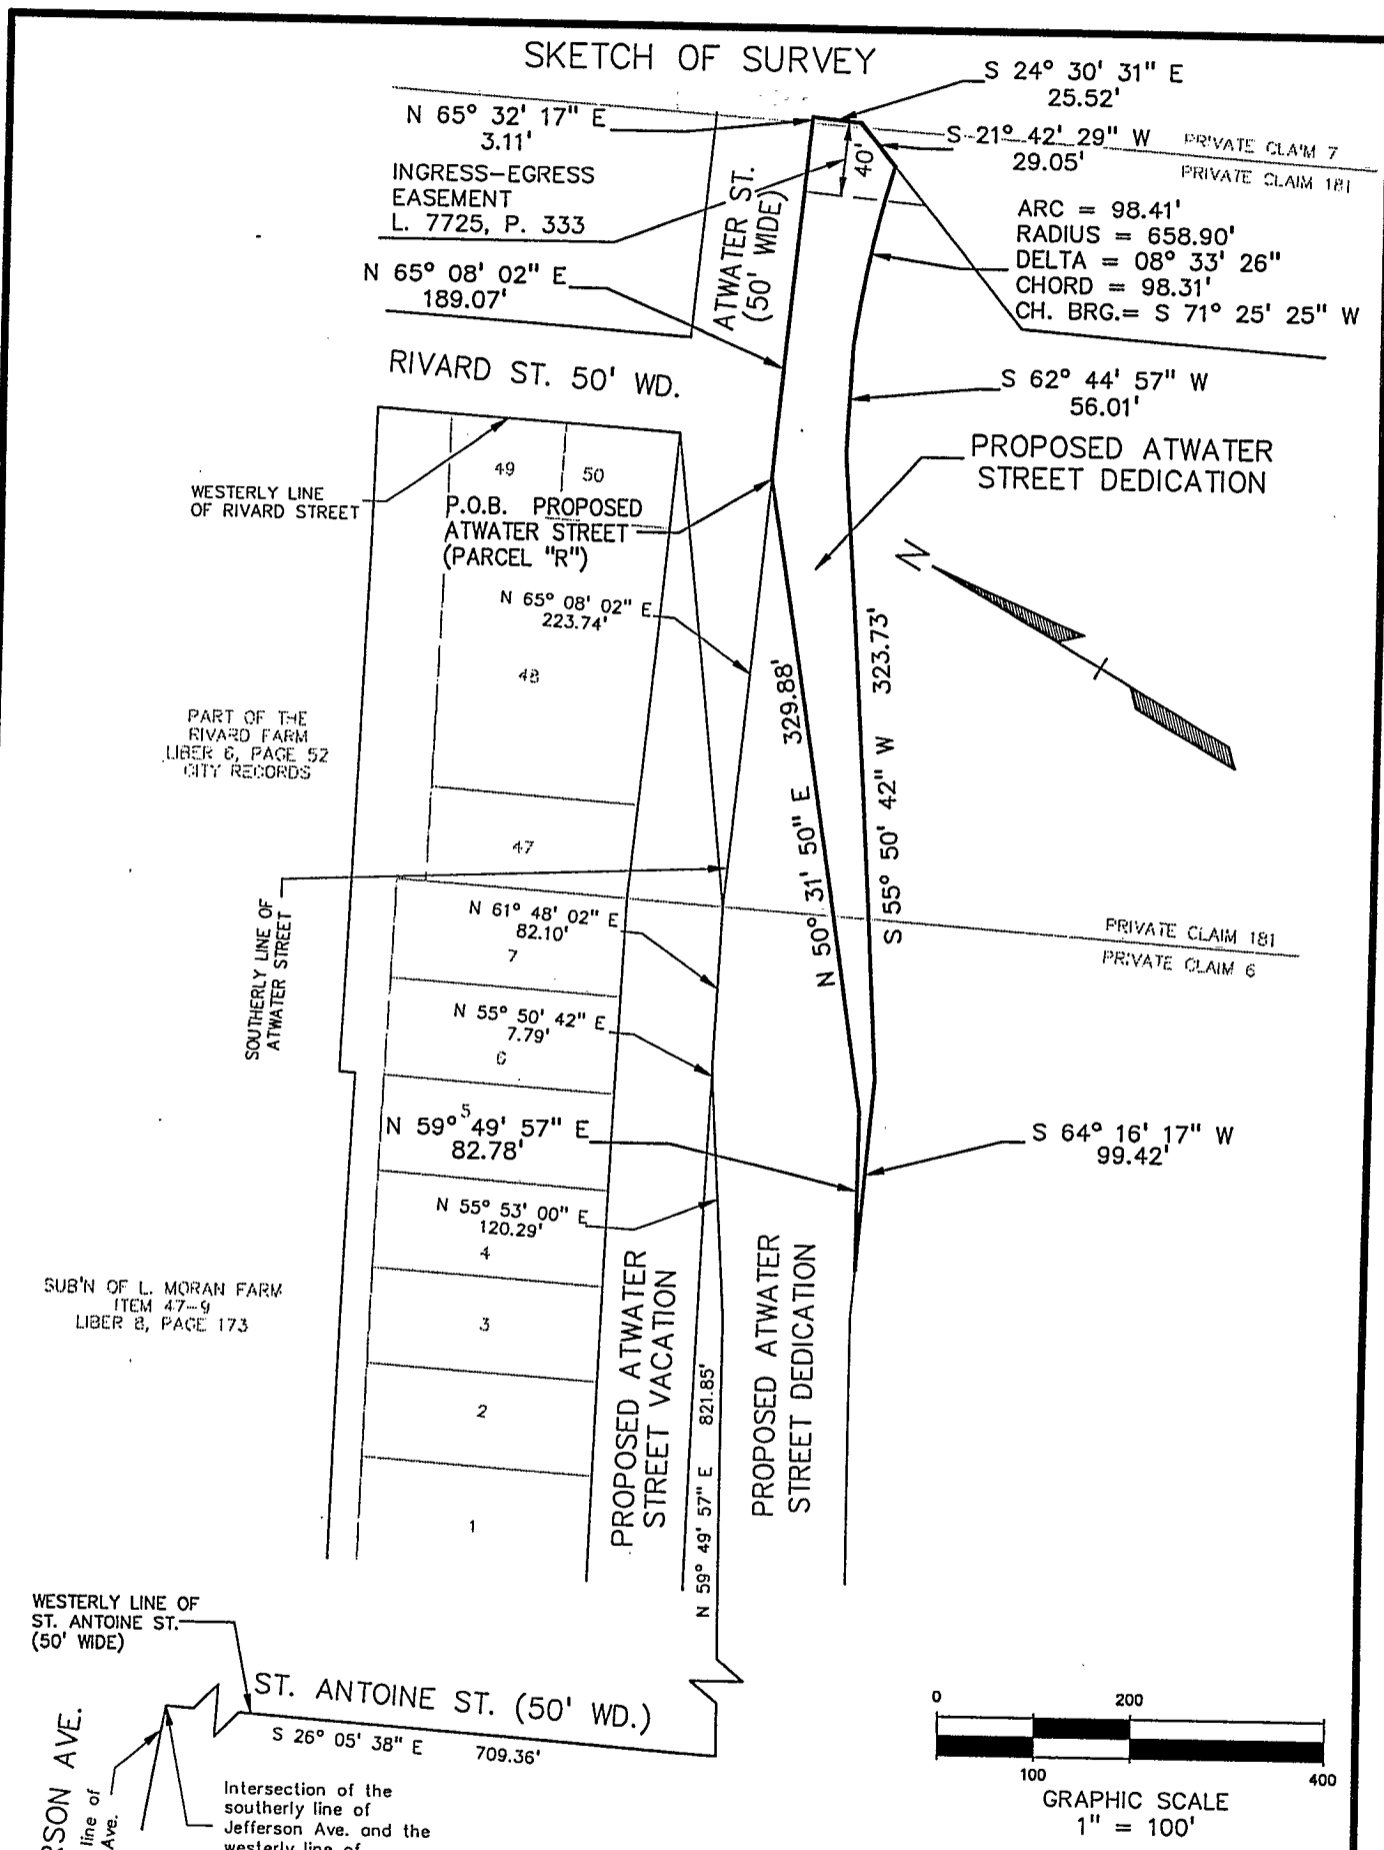 SKETCH OF SURVEY
S 24° 30' 31" E
25.52'
N 65° 32' 17" E
3.11'
S 21° 42' 29" W
29.05'
PRIVATE CLAIM 7
PRIVATE CLAIM 181
40'
INGRESS-EGRESS
EASEMENT
L. 7725, P. 333
ATWATER ST.
(50' WIDE)
ARC = 98.41'
RADIUS = 658.90'
DELTA = 08° 33' 26"
CHORD = 98.31'
CH. BRG.= S 71° 25' 25" W
N 65° 08' 02" E
189.07'
RIVARD ST. 50' WD.
S 62° 44' 57" W
56.01'
PROPOSED ATWATER
STREET DEDICATION
49
50
WESTERLY LINE
OF RIVARD STREET
P.O.B. PROPOSED
ATWATER STREET
(PARCEL "R")
N
N 65° 08' 02" E
223.74'
48
N 50° 31' 50" E 329.88'
S 55° 50' 42" W 323.73'
PART OF THE
RIVARD FARM
LIBER 6, PAGE 52
CITY RECORDS
47
SOUTHERLY LINE OF
ATWATER STREET
N 61° 48' 02" E
82.10'
7
PRIVATE CLAIM 181
PRIVATE CLAIM 6
N 55° 50' 42" E
7.79'
6
5
N 59° 49' 57" E
82.78'
S 64° 16' 17" W
99.42'
N 55° 53' 00" E
120.29'
4
SUB'N OF L. MORAN FARM
ITEM 47-9
LIBER 8, PAGE 173
3
2
1
PROPOSED ATWATER
STREET VACATION
N 59° 49' 57" E 821.85'
PROPOSED ATWATER
STREET DEDICATION
WESTERLY LINE OF
ST. ANTOINE ST.
(50' WIDE)
ST. ANTOINE ST. (50' WD.)
S 26° 05' 38" E 709.36'
RSON AVE.
line of
Ave.
Intersection of the
southerly line of
Jefferson Ave. and the
westerly line of
0
200
100
400
GRAPHIC SCALE
1" = 100'